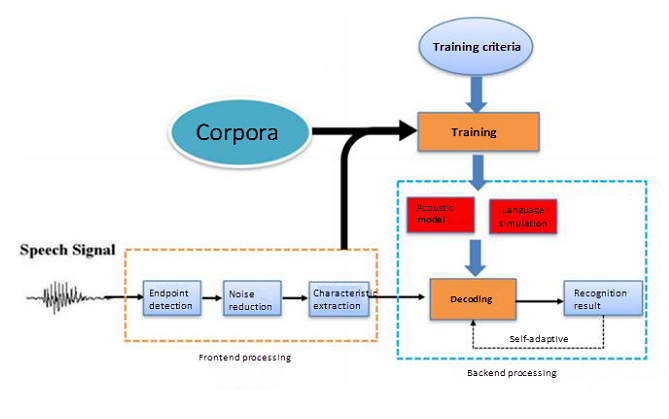 Training criteria
Corpora
Training
Acoustic
model
Language
simulation
Speech Signal
Endpoint
detection
Noise
reduction
Characteristic
extraction
Decoding
Recognition
result
Self-adaptive
Frontend processing
Backend processing